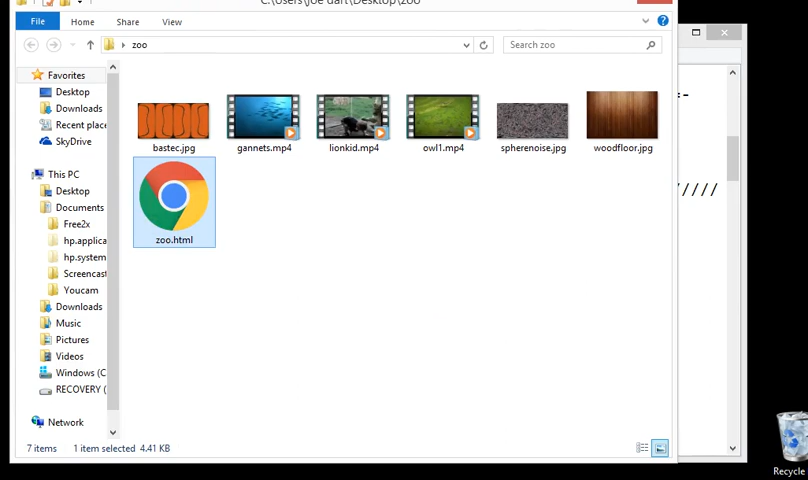 C:\Users\joe dart\Desktop\zoo
File Home Share View
zoo
Search zoo
Favorites
Desktop
Downloads
Recent place
SkyDrive
This PC
Desktop
Documents
Free2x
hp.applica
hp.system
Screencast
Youcam
Downloads
Music
Pictures
Videos
Windows (C
RECOVERY (
Network
bastec.jpg gannets.mp4 lionkid.mp4 owl1.mp4 spherenoise.jpg woodfloor.jpg
zoo.html
7 items 1 item selected 4.41 KB
=-
/////
Recycle